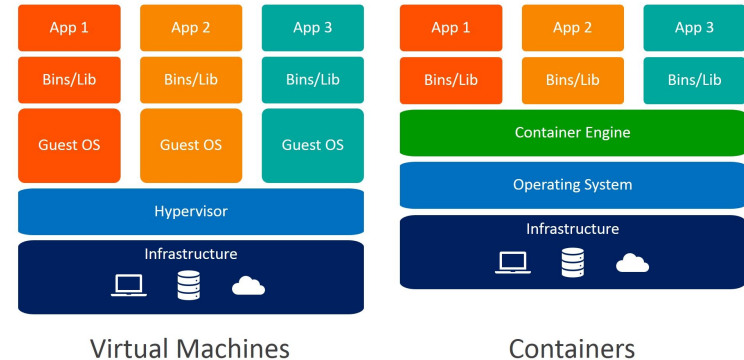 App 1
App 2
App 3
Bins/Lib
Bins/Lib
Bins/Lib
Guest OS
Guest OS
Guest OS
Hypervisor
Infrastructure
Virtual Machines
App 1
App 2
App 3
Bins/Lib
Bins/Lib
Bins/Lib
Container Engine
Operating System
Infrastructure
Containers